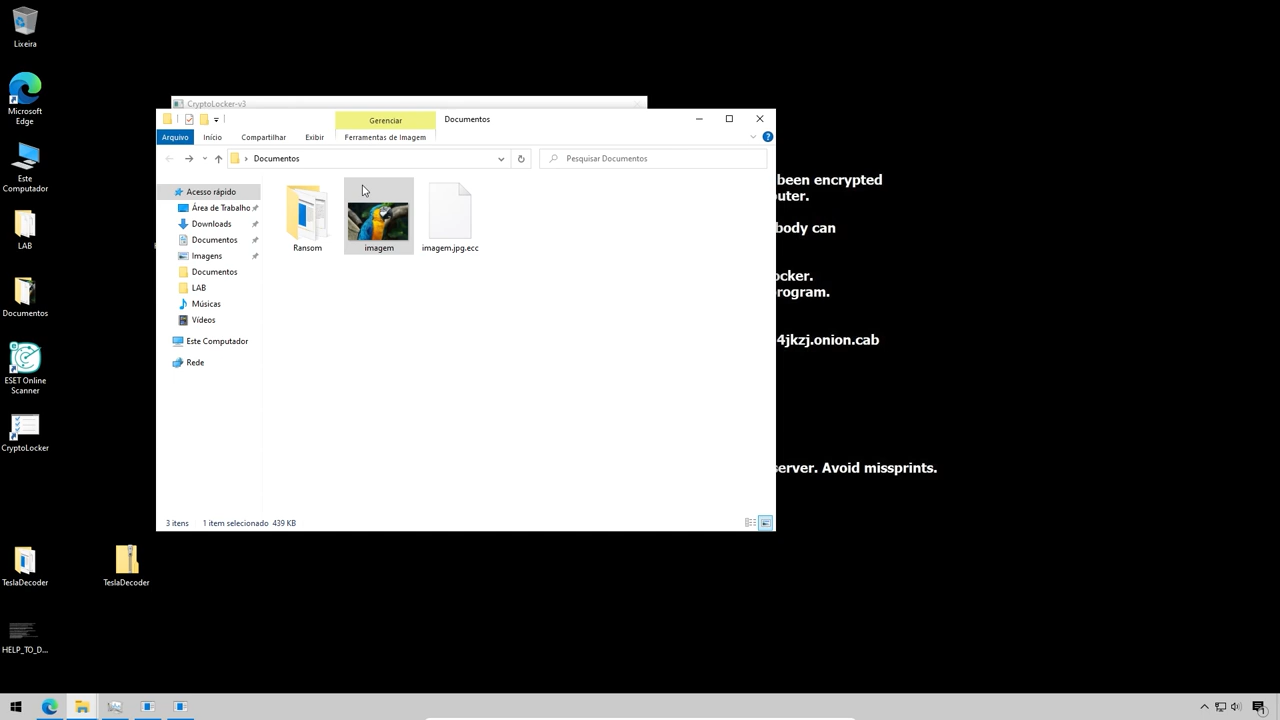 Lixeira
Microsoft
Edge
Este
Computador
LAB
Documentos
ESET Online
Scanner
CryptoLocker
TeslaDecoder
TeslaDecoder
HELP_TO_D...
CryptoLocker-v3
Gerenciar
Documentos
Arquivo
Início
Compartilhar
Exibir
Ferramentas de Imagem
Documentos
Pesquisar Documentos
Acesso rápido
Área de Trabalho
Downloads
Documentos
Imagens
Documentos
LAB
Músicas
Vídeos
Este Computador
Rede
Ransom
imagem
imagem.jpg.ecc
3 itens
1 item selecionado 439 KB
been encrypted
uter.
body can
ocker.
rogram.
4jkzj.onion.cab
server. Avoid missprints.